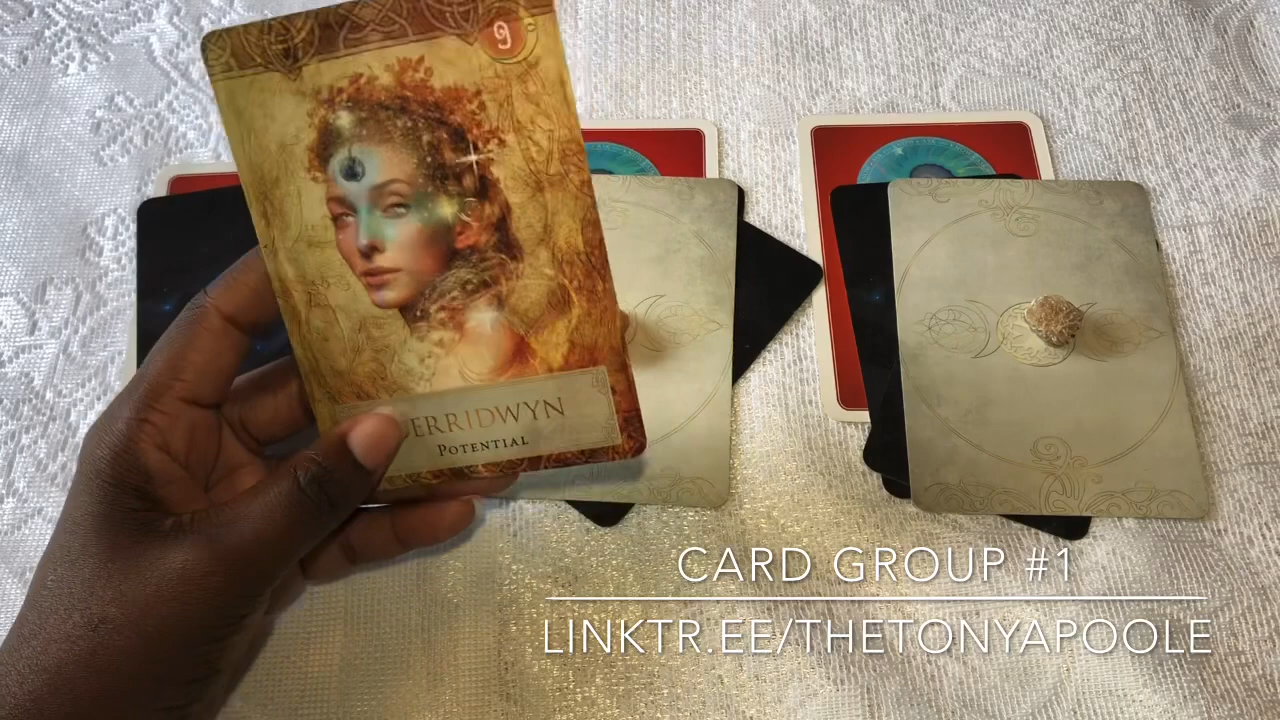 9
ERRIDWYN
POTENTIAL
CARD GROUP #1
LINKTR.EE/THETONYAPOOLE